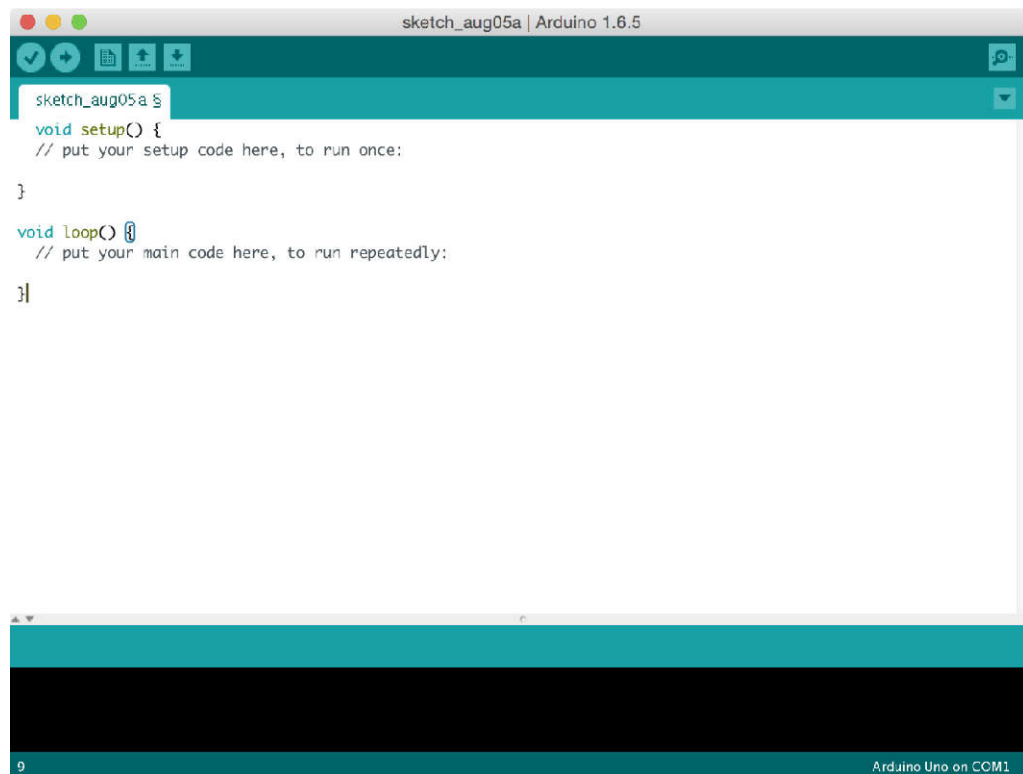 sketch_aug05a | Arduino 1.6.5
sketch_aug05a §
void setup() {
// put your setup code here, to run once:
}
void loop() {
// put your main code here, to run repeatedly:
}
9
Arduino Uno on COM1